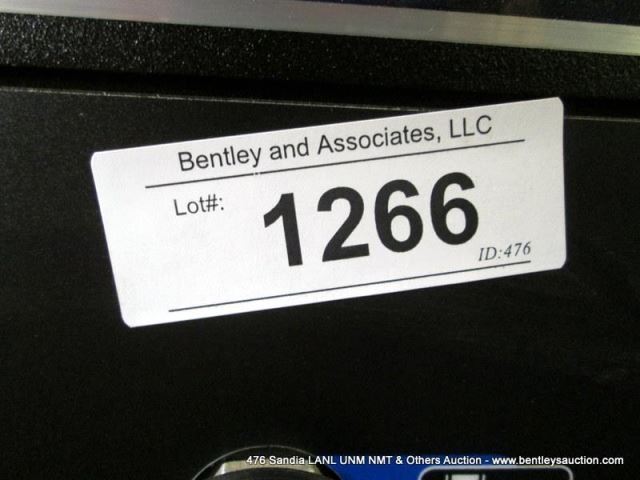 Bentley and Associates, LLC
Lot#: 1266
ID:476
476 Sandia LANL UNM NMT & Others Auction - www.bentleysauction.com